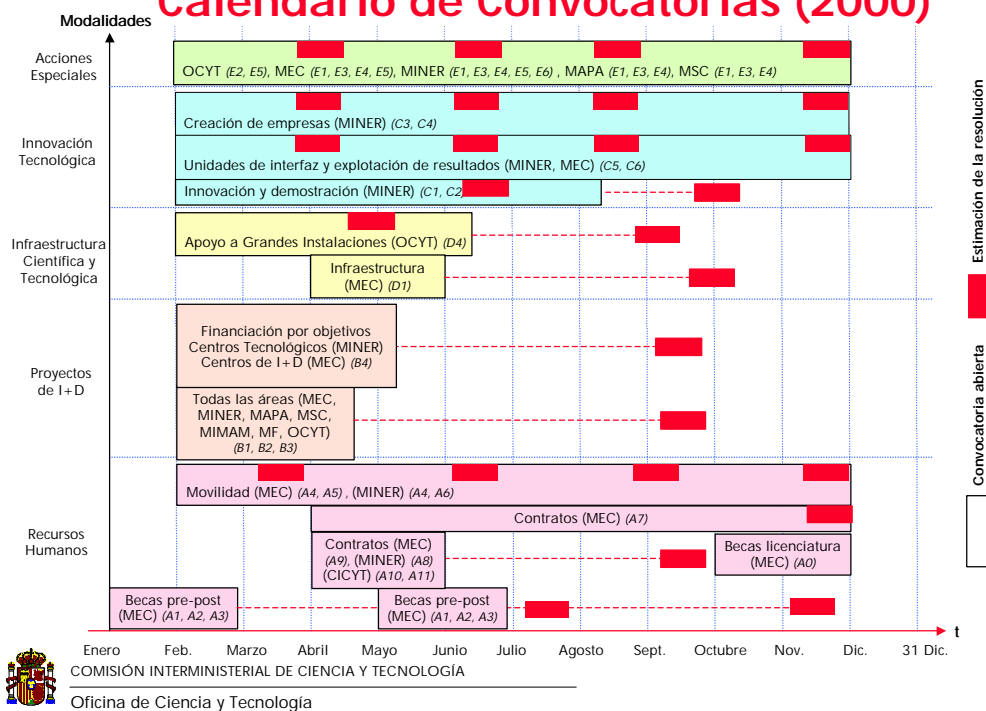 Calendario de Convocatorias (2000)
Modalidades
Acciones
Especiales
OCYT (E2, E5), MEC (E1, E3, E4, E5), MINER (E1, E3, E4, E5, E6) , MAPA (E1, E3, E4), MSC (E1, E3, E4)
Innovación
Tecnológica
Creación de empresas (MINER) (C3, C4)
Unidades de interfaz y explotación de resultados (MINER, MEC) (C5, C6)
Innovación y demostración (MINER) (C1, C2
Infraestructura
Científica y
Tecnológica
Apoyo a Grandes Instalaciones (OCYT) (D4)
Infraestructura
(MEC) (D1)
Proyectos
de I+D
Financiación por objetivos
Centros Tecnológicos (MINER)
Centros de I+D (MEC) (B4)
Todas las áreas (MEC,
MINER, MAPA, MSC,
MIMAM, MF, OCYT)
(B1, B2, B3)
Recursos
Humanos
Movilidad (MEC) (A4, A5) , (MINER) (A4, A6)
Contratos (MEC) (A7)
Contratos (MEC)
(A9), (MINER) (A8)
(CICYT) (A10, A11)
Becas licenciatura
(MEC) (A0)
Becas pre-post
(MEC) (A1, A2, A3)
Becas pre-post
(MEC) (A1, A2, A3)
t
Enero Feb. Marzo Abril Mayo Junio Julio Agosto Sept. Octubre Nov. Dic. 31 Dic.
Estimación de la resolución
Convocatoria abierta
COMISIÓN INTERMINISTERIAL DE CIENCIA Y TECNOLOGÍA
Oficina de Ciencia y Tecnología